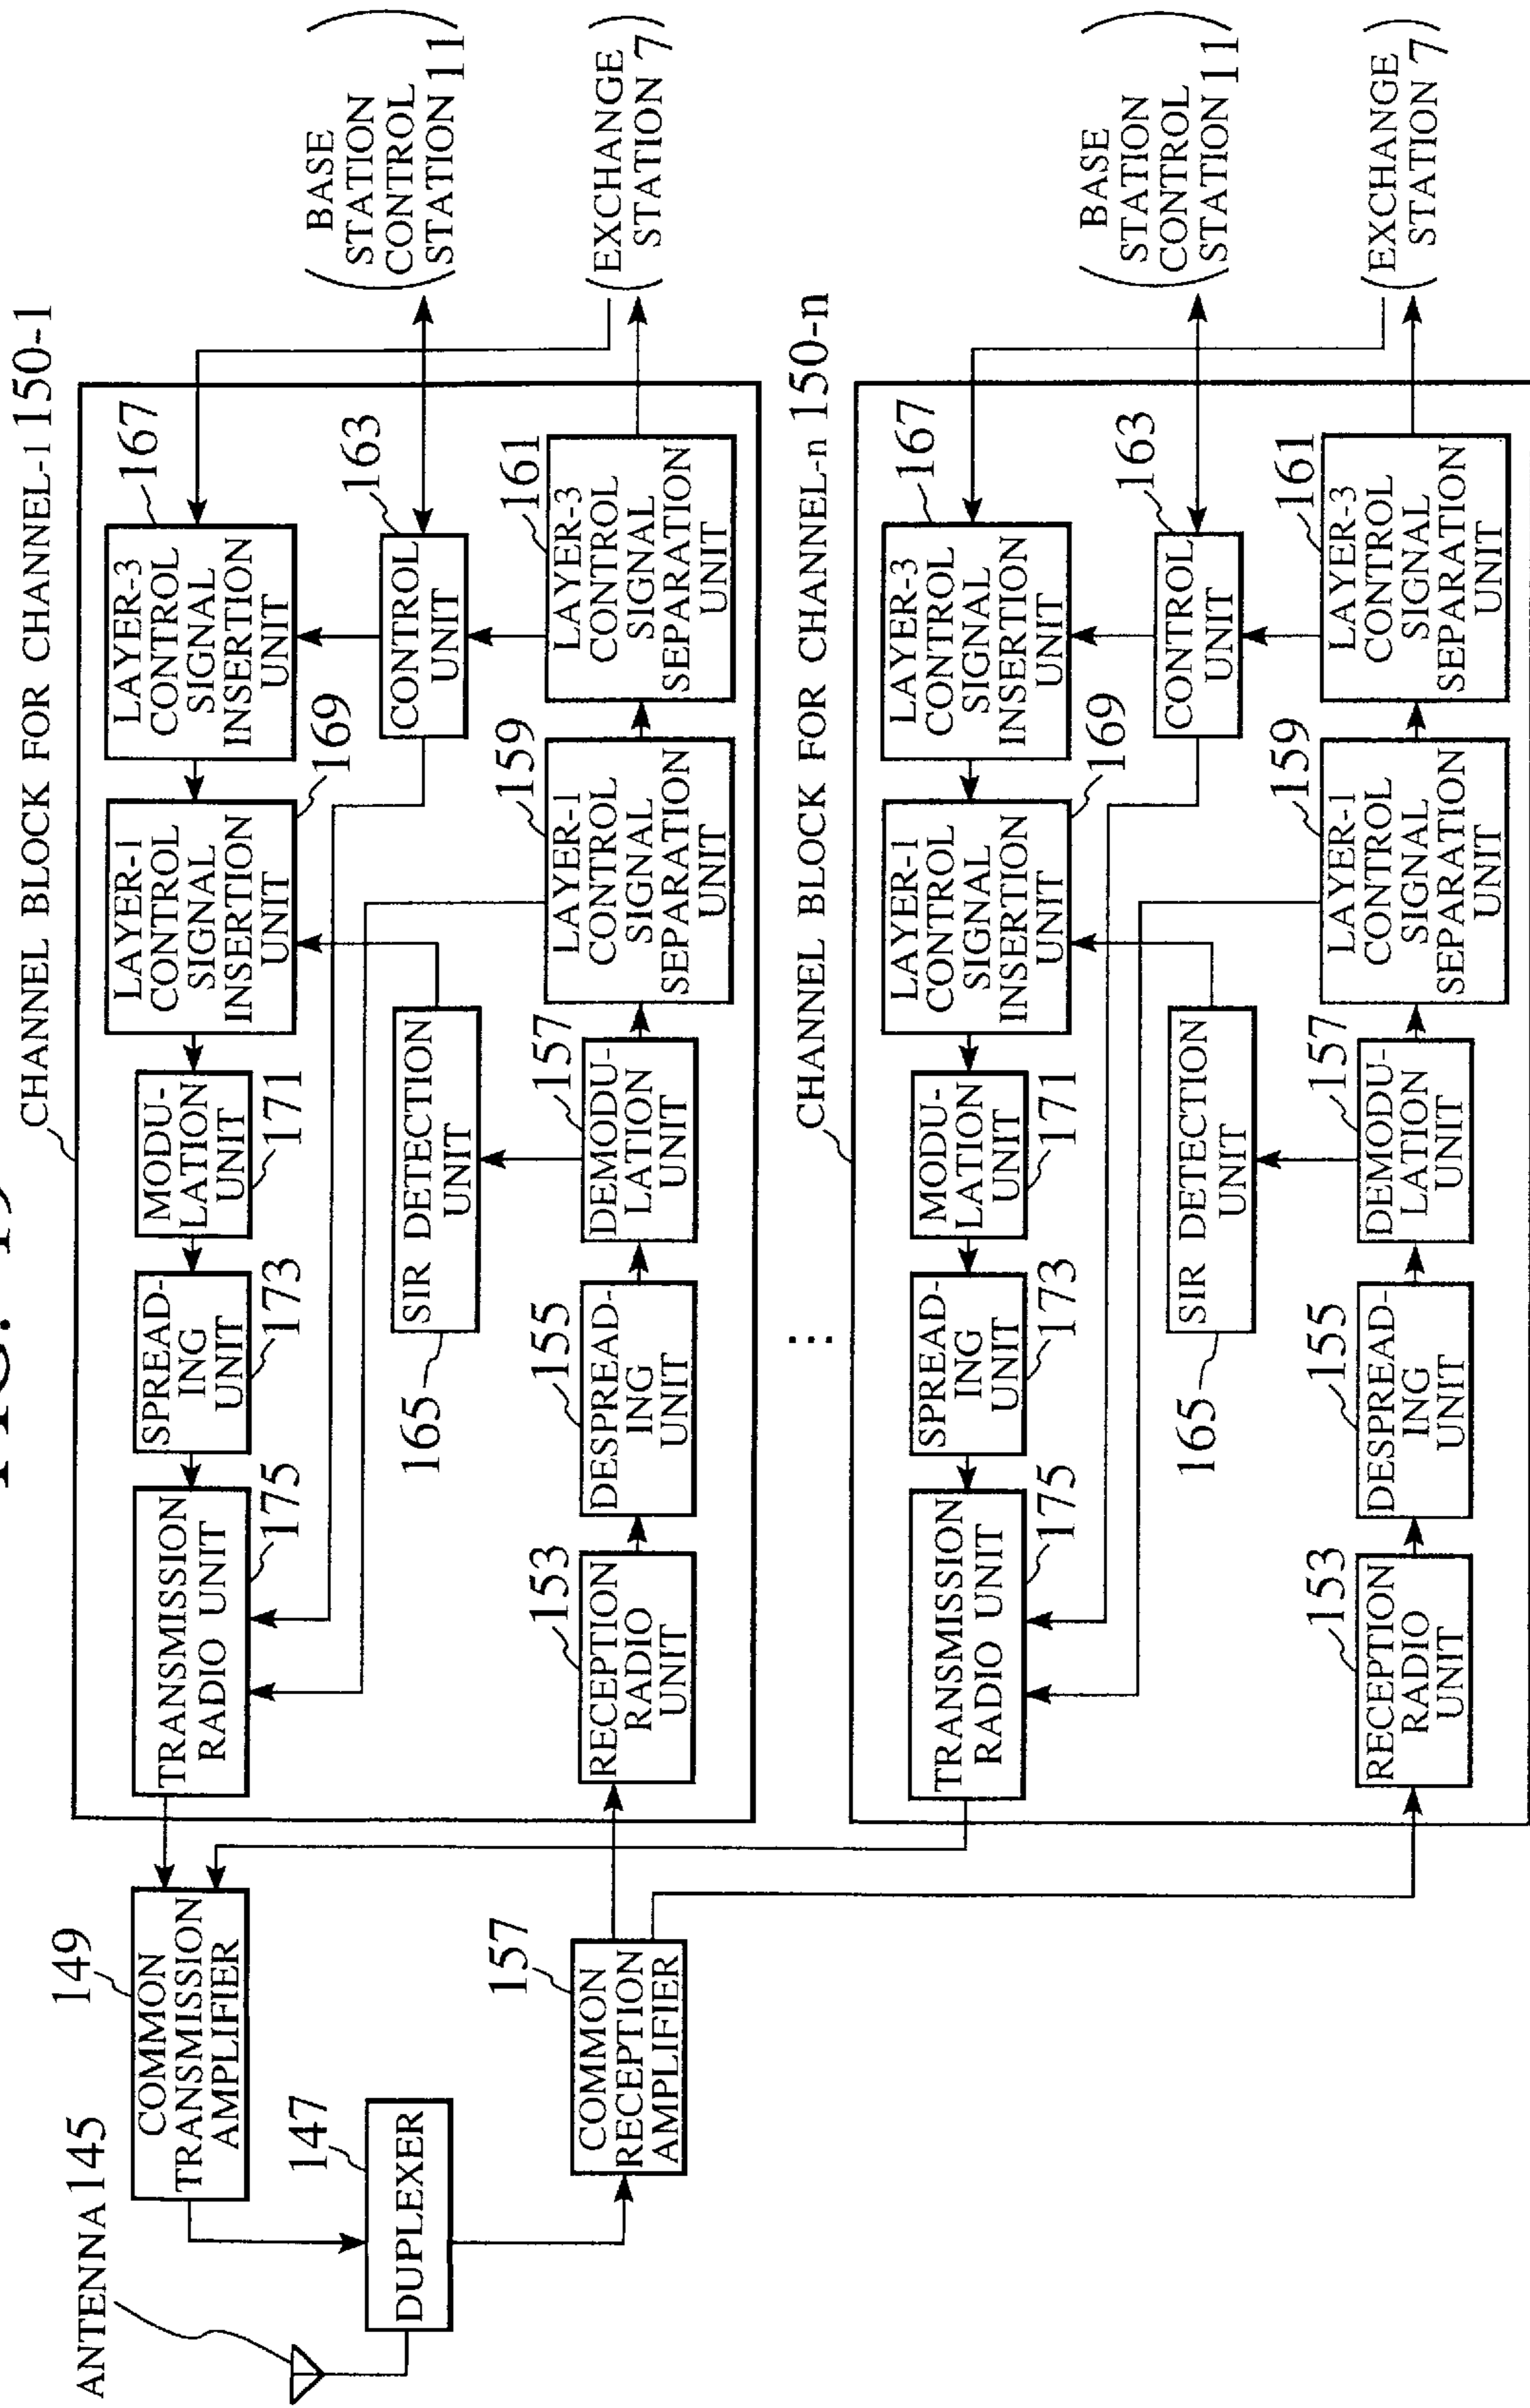 CHANNEL BLOCK FOR CHANNEL-1 150-1
ANTENNA 145
149
COMMON
TRANSMISSION
AMPLIFIER
147
DUPLEXER
157
COMMON
RECEPTION
AMPLIFIER
TRANSMISSION
RADIO UNIT
175
SPREAD-
ING
UNIT
173
MODU-
LATION
UNIT
171
LAYER-1
CONTROL
SIGNAL
INSERTION
UNIT
169
LAYER-3
CONTROL
SIGNAL
INSERTION
UNIT
167
165
SIR DETECTION
UNIT
CONTROL
UNIT
163
153
RECEPTION
RADIO
UNIT
155
DESPREAD-
ING
UNIT
157
DEMODU-
LATION
UNIT
159
LAYER-1
CONTROL
SIGNAL
SEPARATION
UNIT
161
LAYER-3
CONTROL
SIGNAL
SEPARATION
UNIT
(BASE
STATION
CONTROL
STATION 11)
(EXCHANGE
STATION 7)
⋮
CHANNEL BLOCK FOR CHANNEL-n 150-n
TRANSMISSION
RADIO UNIT
175
SPREAD-
ING
UNIT
173
MODU-
LATION
UNIT
171
LAYER-1
CONTROL
SIGNAL
INSERTION
UNIT
169
LAYER-3
CONTROL
SIGNAL
INSERTION
UNIT
167
165
SIR DETECTION
UNIT
CONTROL
UNIT
163
153
RECEPTION
RADIO
UNIT
155
DESPREAD-
ING
UNIT
157
DEMODU-
LATION
UNIT
159
LAYER-1
CONTROL
SIGNAL
SEPARATION
UNIT
161
LAYER-3
CONTROL
SIGNAL
SEPARATION
UNIT
(BASE
STATION
CONTROL
STATION 11)
(EXCHANGE
STATION 7)